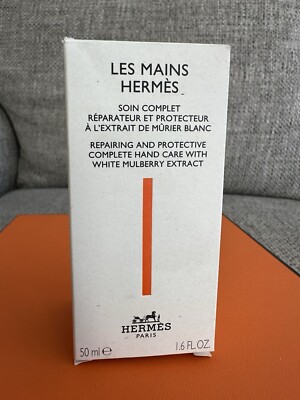 LES MAINS
HERMÈS
SOIN COMPLET
RÉPARATEUR ET PROTECTEUR
À L'EXTRAIT DE MÛRIER BLANC
REPAIRING AND PROTECTIVE
COMPLETE HAND CARE WITH
WHITE MULBERRY EXTRACT
HERMÈS
PARIS
50 ml ℮ 1.6 FL.OZ.